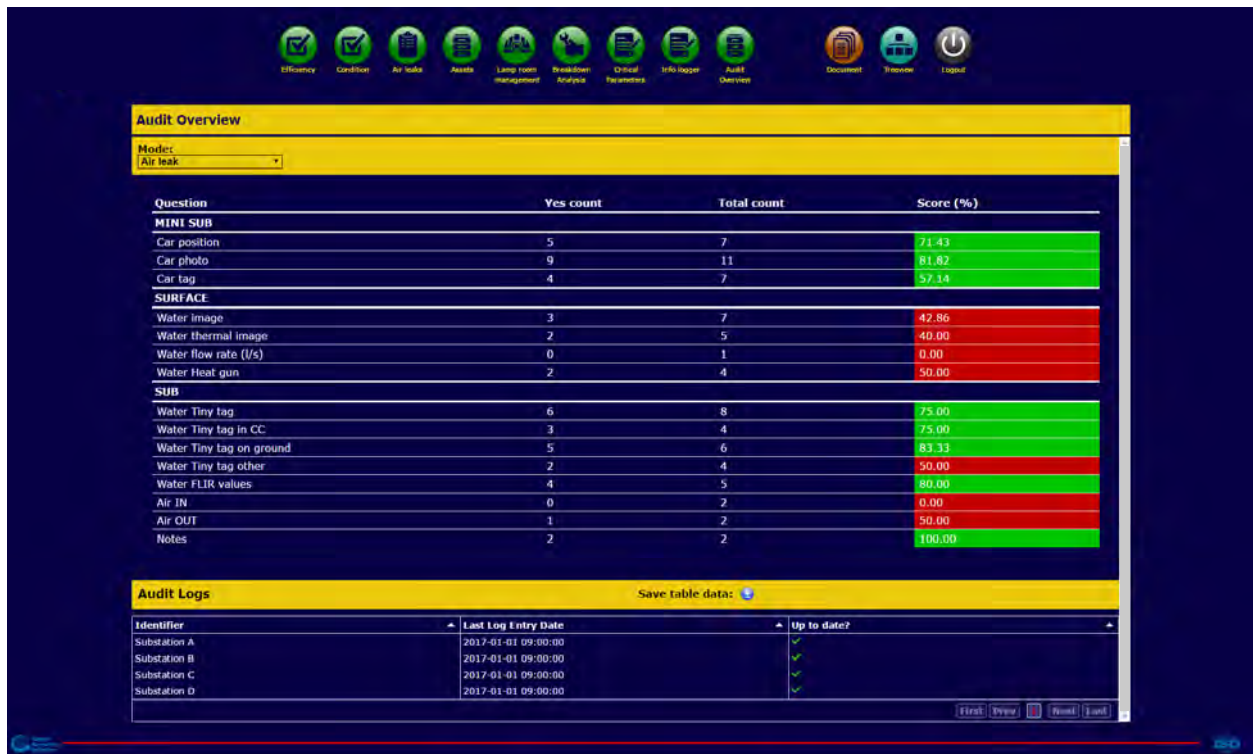 Efficiency Condition Air leaks Assets Lamp room management Breakdown Analysis Critical Parameters Info logger Audit Overview Document Treeview Logout
Audit Overview
Mode:
Air leak
Question Yes count Total count Score (%)
MINI SUB
Car position 5 7 71.43
Car photo 9 11 81.82
Car tag 4 7 57.14
SURFACE
Water image 3 7 42.86
Water thermal image 2 5 40.00
Water flow rate (l/s) 0 1 0.00
Water Heat gun 2 4 50.00
SUB
Water Tiny tag 6 8 75.00
Water Tiny tag in CC 3 4 75.00
Water Tiny tag on ground 5 6 83.33
Water Tiny tag other 2 4 50.00
Water FLIR values 4 5 80.00
Air IN 0 2 0.00
Air OUT 1 2 50.00
Notes 2 2 100.00
Audit Logs Save table data:
Identifier Last Log Entry Date Up to date?
Substation A 2017-01-01 09:00:00
Substation B 2017-01-01 09:00:00
Substation C 2017-01-01 09:00:00
Substation D 2017-01-01 09:00:00
First Prev Next Last